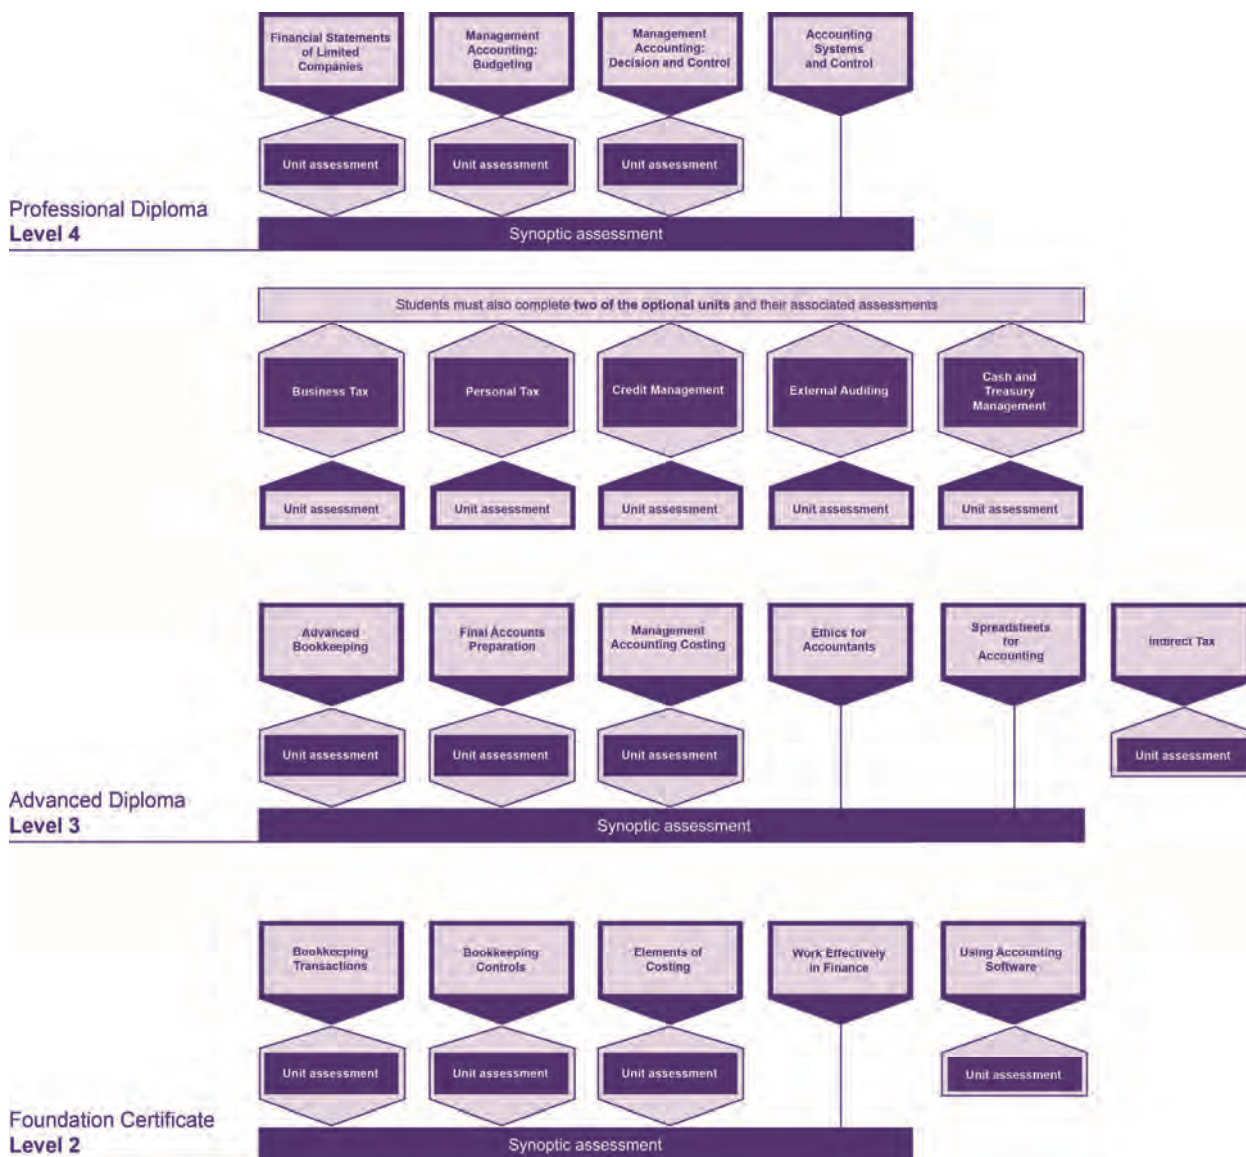 Financial Statements
of Limited
Companies
Management
Accounting:
Budgeting
Management
Accounting:
Decision and Control
Accounting
Systems
and Control
Unit assessment
Unit assessment
Unit assessment
Professional Diploma
Level 4
Synoptic assessment
Students must also complete two of the optional units and their associated assessments
Business Tax
Personal Tax
Credit Management
External Auditing
Cash and
Treasury
Management
Unit assessment
Unit assessment
Unit assessment
Unit assessment
Unit assessment
Advanced
Bookkeeping
Final Accounts
Preparation
Management
Accounting Costing
Ethics for
Accountants
Spreadsheets
for
Accounting
Indirect Tax
Unit assessment
Unit assessment
Unit assessment
Unit assessment
Advanced Diploma
Level 3
Synoptic assessment
Bookkeeping
Transactions
Bookkeeping
Controls
Elements of
Costing
Work Effectively
in Finance
Using Accounting
Software
Unit assessment
Unit assessment
Unit assessment
Unit assessment
Foundation Certificate
Level 2
Synoptic assessment